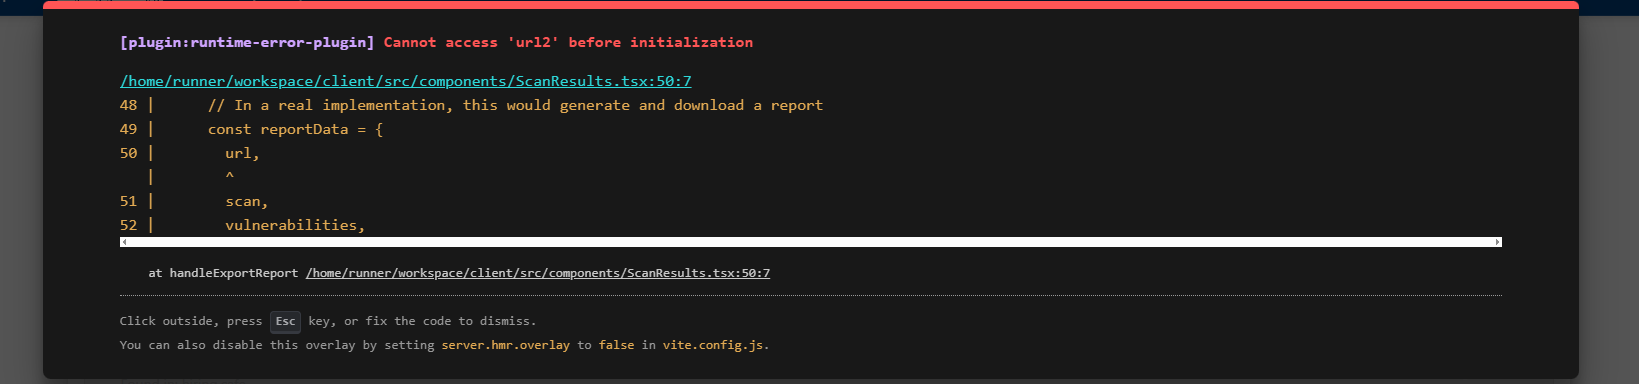 [plugin:runtime-error-plugin] Cannot access 'url2' before initialization
/home/runner/workspace/client/src/components/ScanResults.tsx:50:7
48 |      // In a real implementation, this would generate and download a report
49 |      const reportData = {
50 |        url,
   |        ^
51 |        scan,
52 |        vulnerabilities,
at handleExportReport /home/runner/workspace/client/src/components/ScanResults.tsx:50:7
Click outside, press Esc key, or fix the code to dismiss.
You can also disable this overlay by setting server.hmr.overlay to false in vite.config.js.